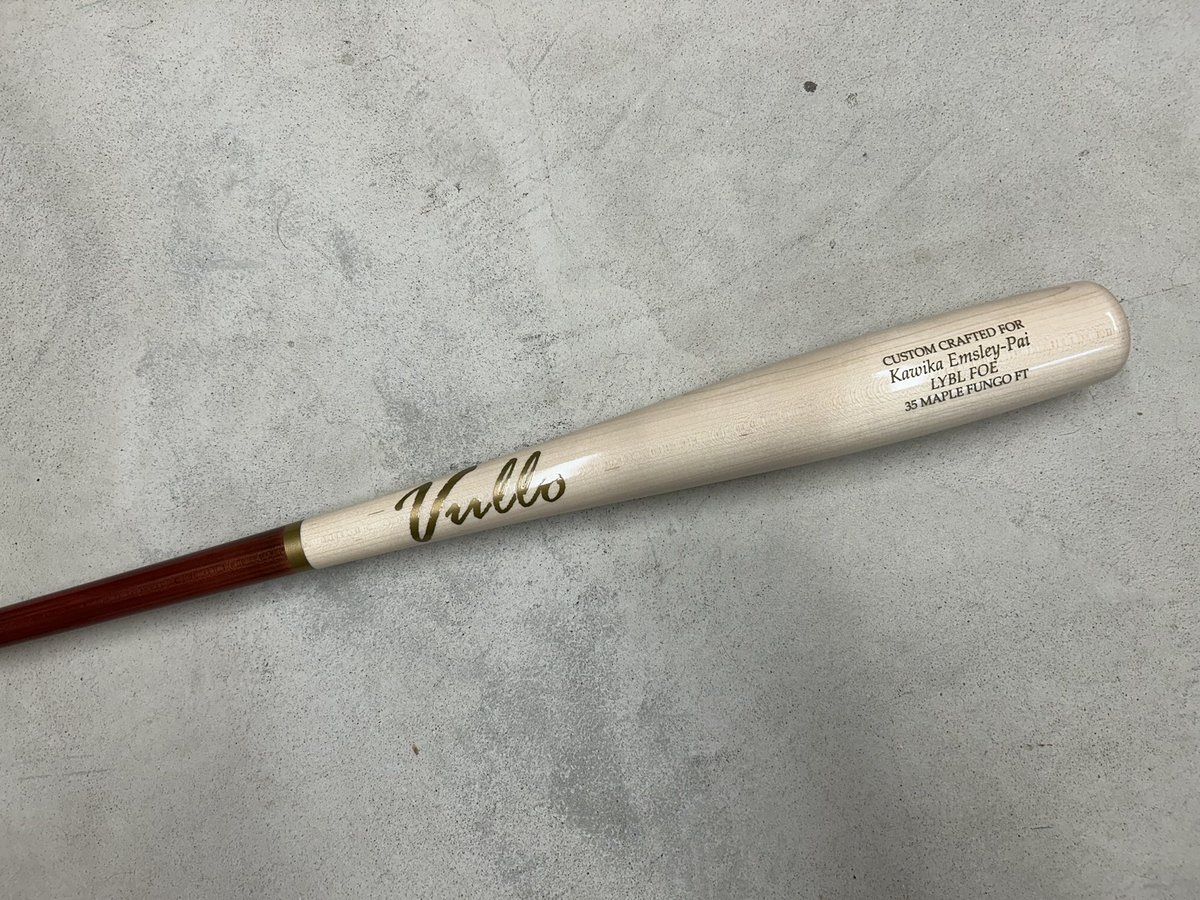 Vullo
CUSTOM CRAFTED FOR
Kawika Emsley-Pai
LYBL FOE
35 MAPLE FUNGO FT